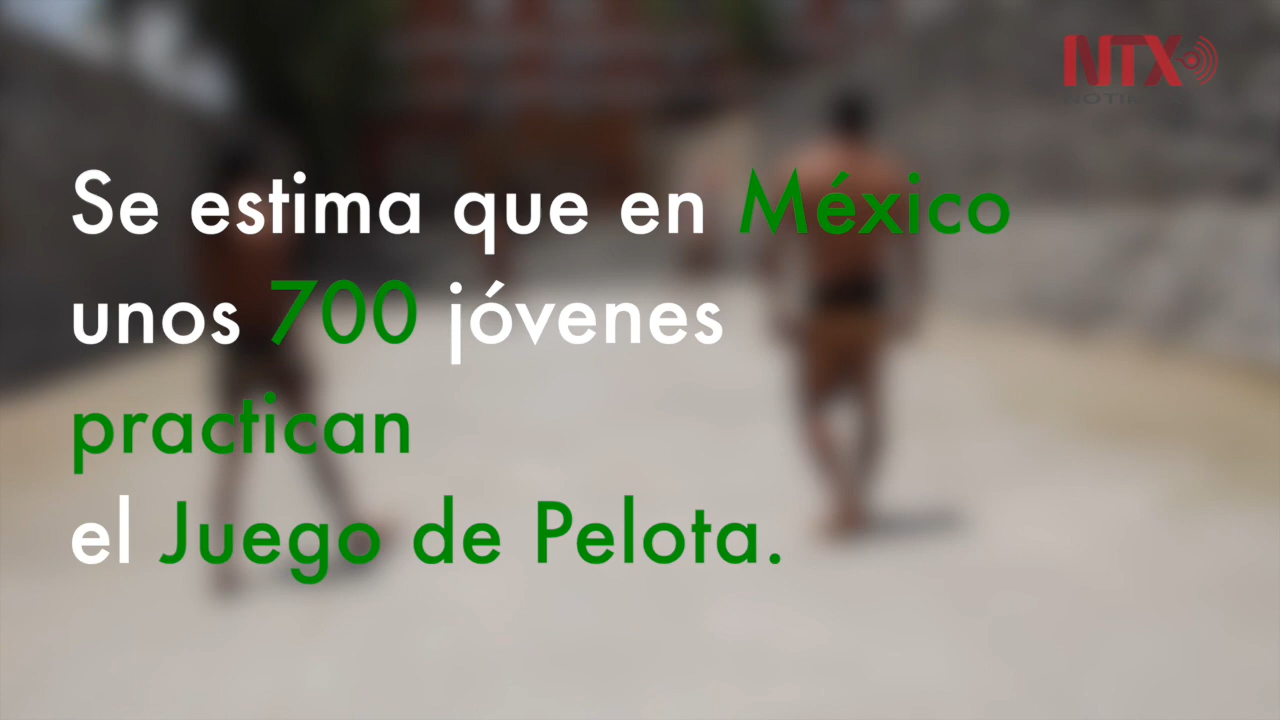 NTX
Se estima que en México
unos 700 jóvenes
practican
el Juego de Pelota.